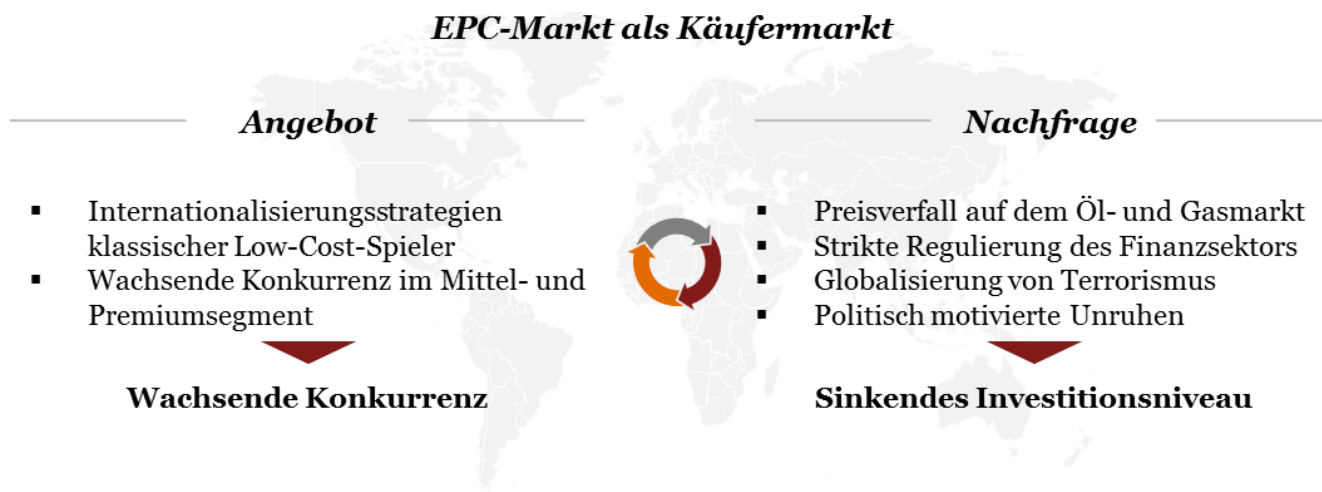 EPC-Markt als Käufermarkt
Angebot
▪ Internationalisierungsstrategien
klassischer Low-Cost-Spieler
▪ Wachsende Konkurrenz im Mittel- und
Premiumsegment
Wachsende Konkurrenz
Nachfrage
▪ Preisverfall auf dem Öl- und Gasmarkt
▪ Strikte Regulierung des Finanzsektors
▪ Globalisierung von Terrorismus
▪ Politisch motivierte Unruhen
Sinkendes Investitionsniveau